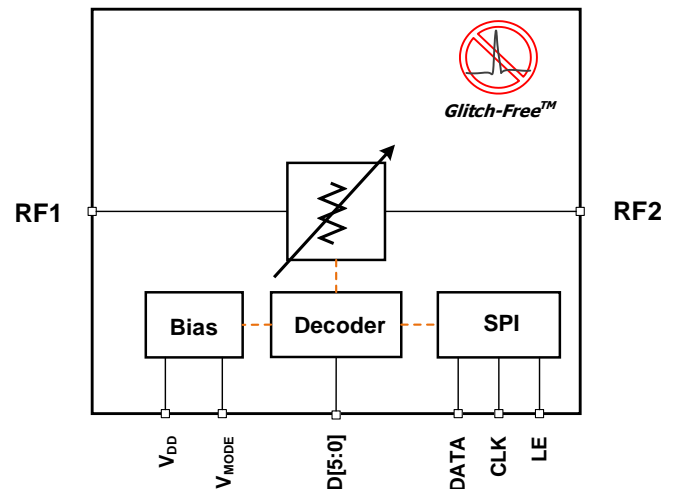 Glitch-Free™
RF1
RF2
Bias
Decoder
SPI
VDD
VMODE
D[5:0]
DATA
CLK
LE